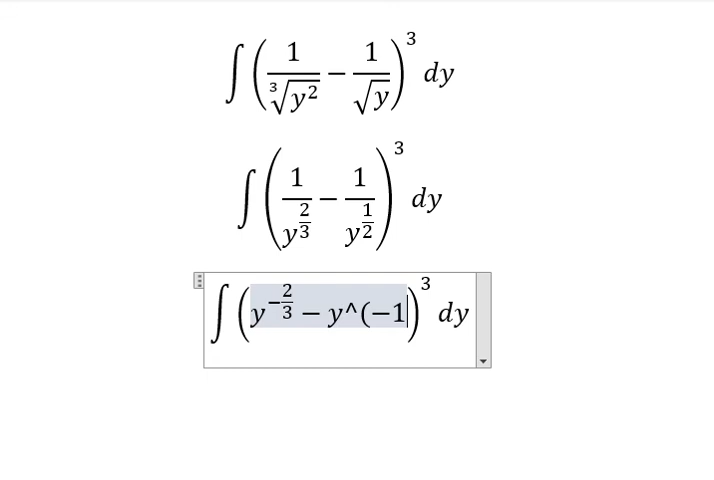 ∫ (1/∛y² − 1/√y)³ dy
∫ (1/y^(2/3) − 1/y^(1/2))³ dy
∫ (y^(−2/3) − y^(−1)³ dy